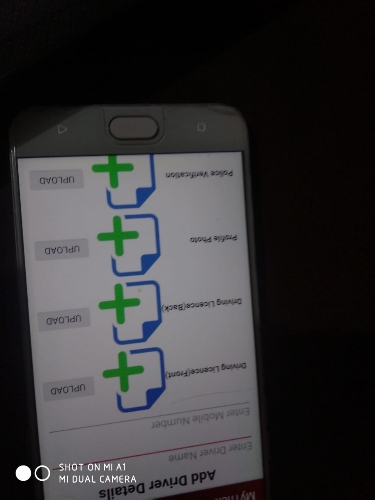 Add Driver Details
Enter Driver Name
Enter Mobile Number
Driving Licence(Front)
UPLOAD
Driving Licence(Back)
UPLOAD
Profile Photo
UPLOAD
Police Verification
UPLOAD
SHOT ON MI A1
MI DUAL CAMERA